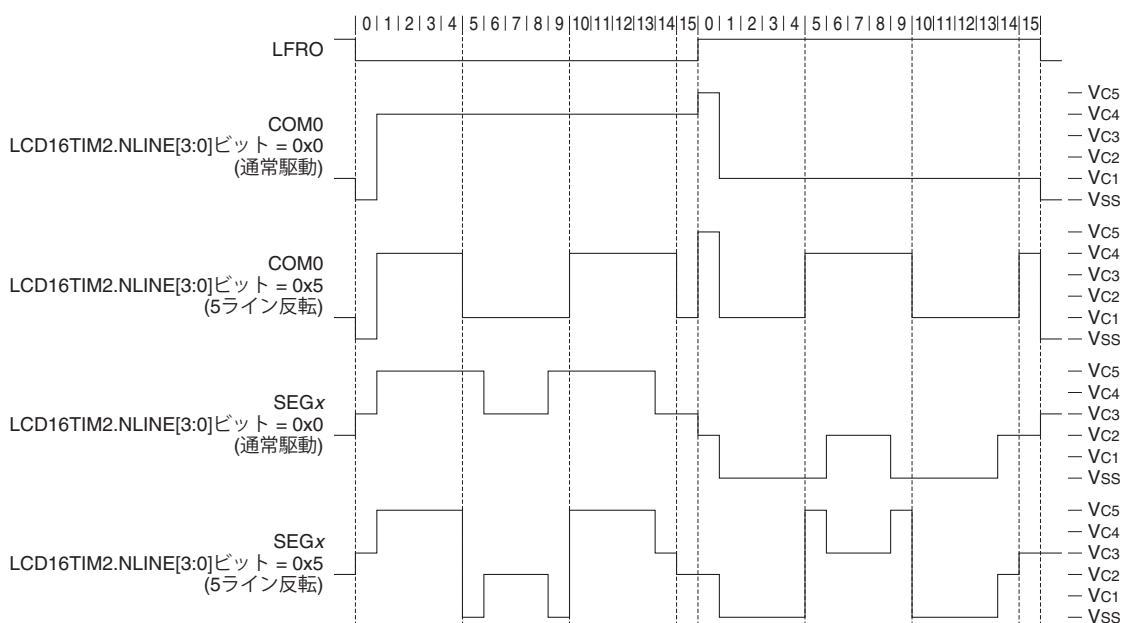 0 1 2 3 4 5 6 7 8 9 10 11 12 13 14 15 0 1 2 3 4 5 6 7 8 9 10 11 12 13 14 15
LFRO
COM0
LCD16TIM2.NLINE[3:0]ビット = 0x0
(通常駆動)
VC5
VC4
VC3
VC2
VC1
VSS
COM0
LCD16TIM2.NLINE[3:0]ビット = 0x5
(5ライン反転)
VC5
VC4
VC3
VC2
VC1
VSS
SEGx
LCD16TIM2.NLINE[3:0]ビット = 0x0
(通常駆動)
VC5
VC4
VC3
VC2
VC1
VSS
SEGx
LCD16TIM2.NLINE[3:0]ビット = 0x5
(5ライン反転)
VC5
VC4
VC3
VC2
VC1
VSS